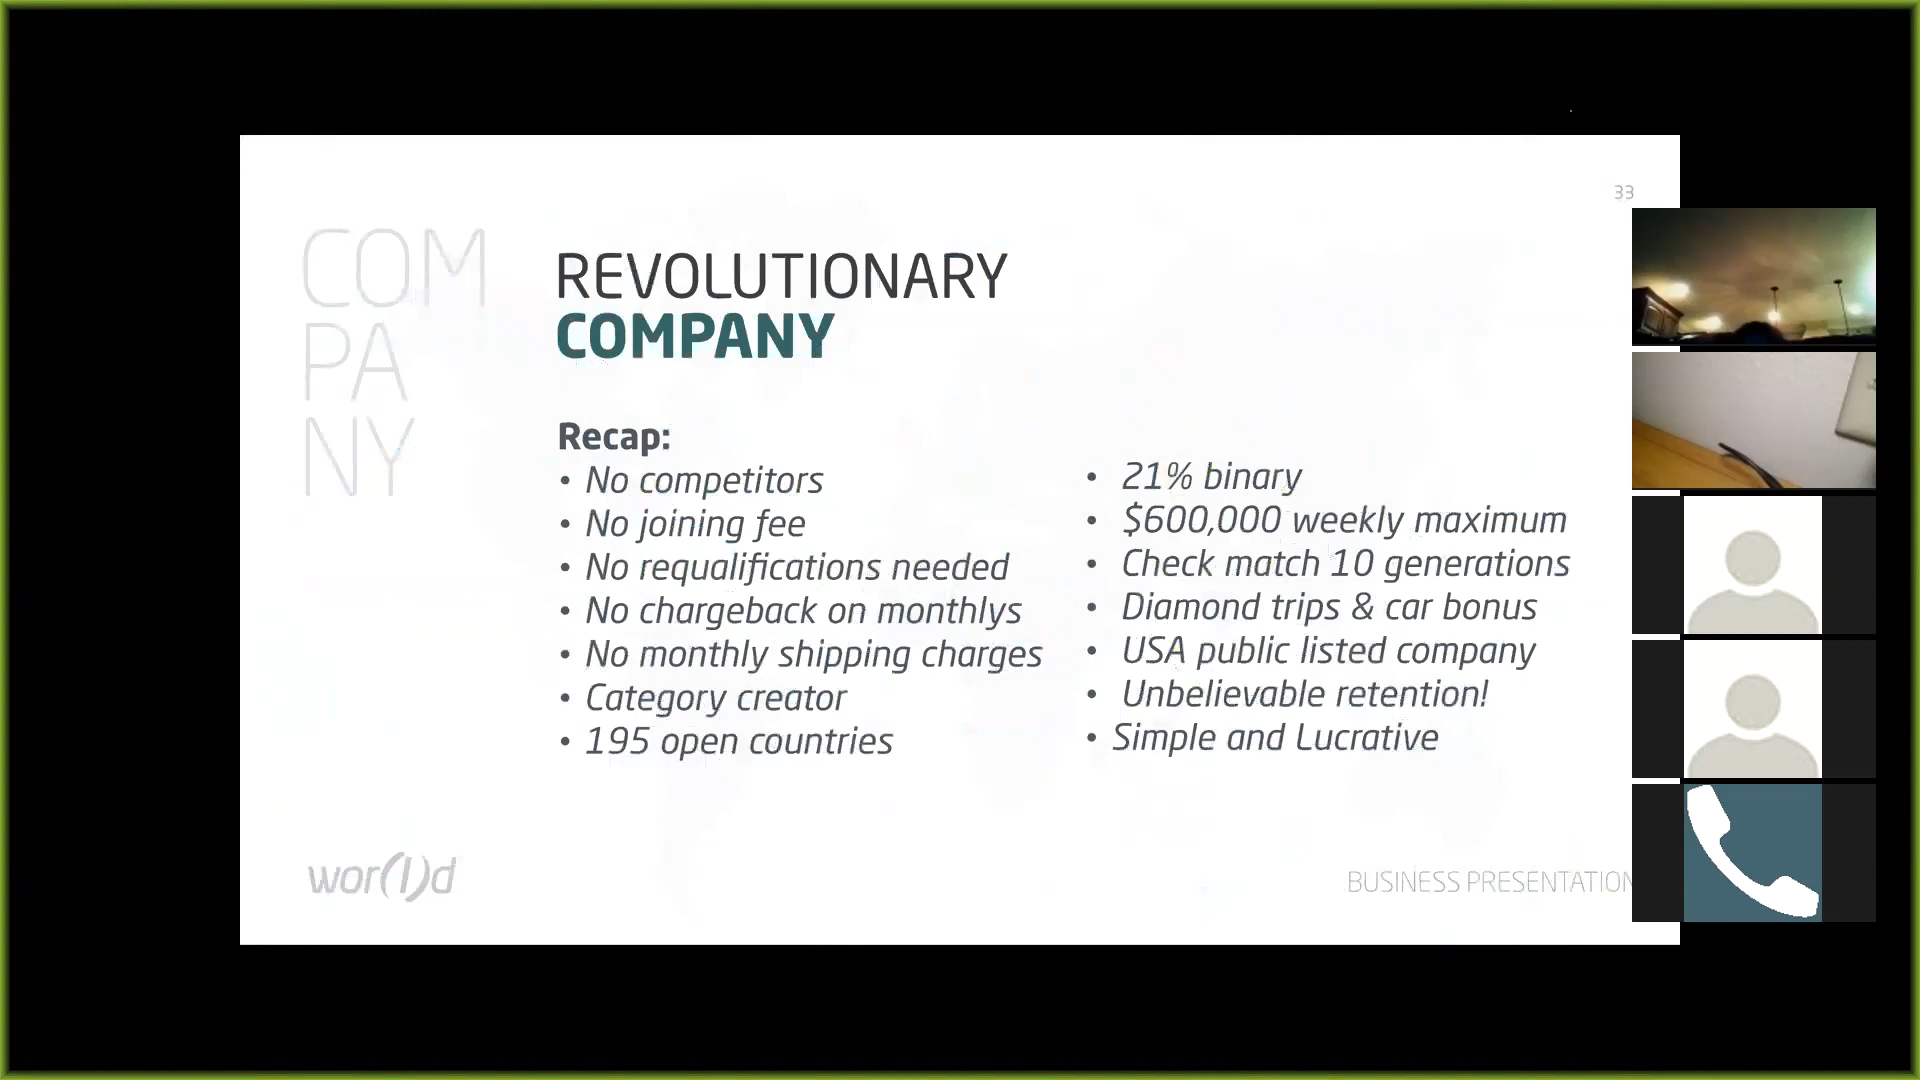 33
COM
PA
NY
REVOLUTIONARY
COMPANY
Recap:
• No competitors
• No joining fee
• No requalifications needed
• No chargeback on monthlys
• No monthly shipping charges
• Category creator
• 195 open countries
• 21% binary
• $600,000 weekly maximum
• Check match 10 generations
• Diamond trips & car bonus
• USA public listed company
• Unbelievable retention!
• Simple and Lucrative
wor(l)d
BUSINESS PRESENTATION